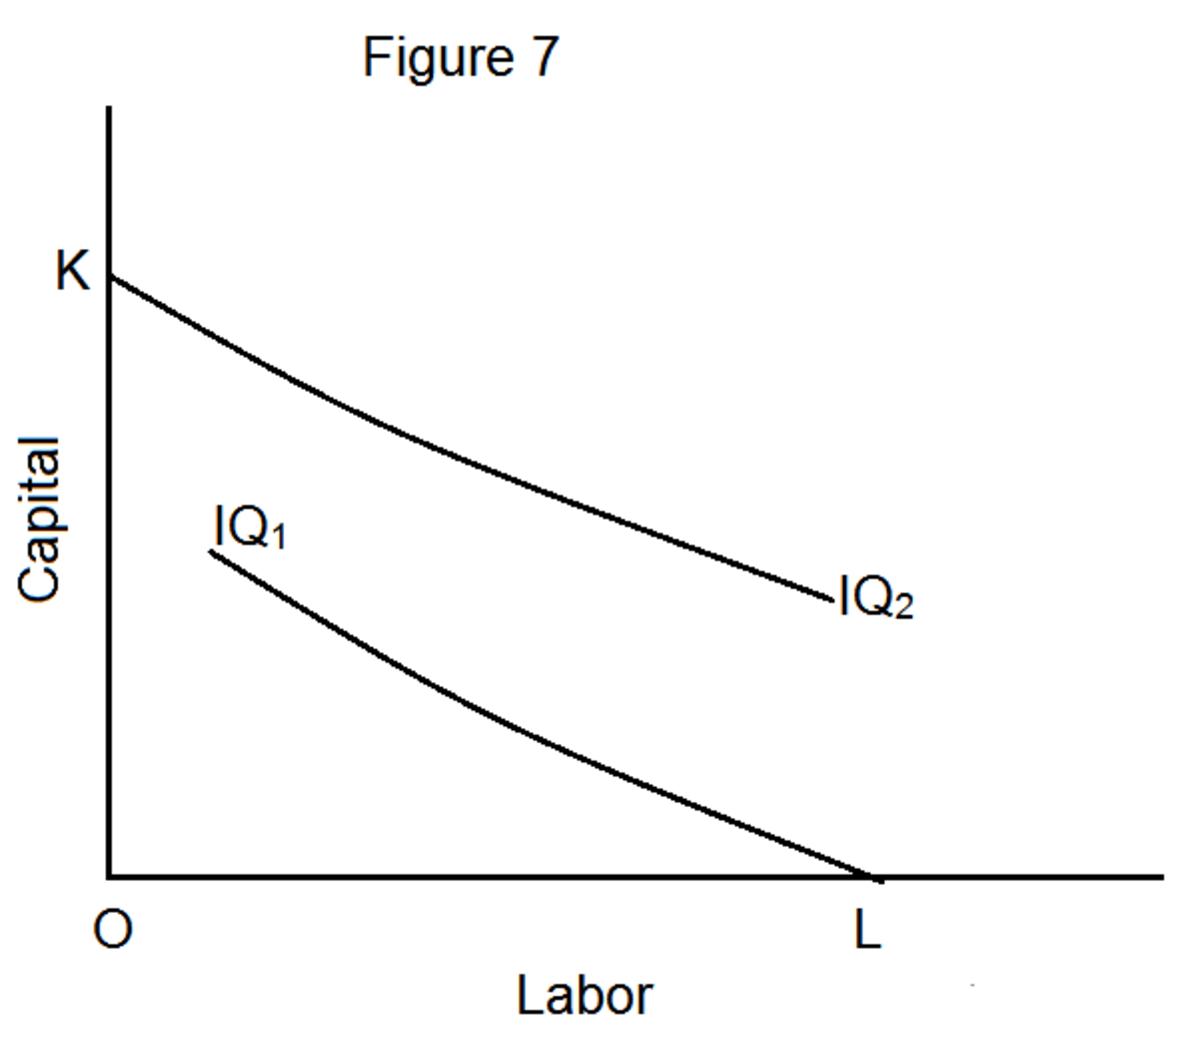 Figure 7
K
Capital
IQ₁
IQ₂
O
L
Labor